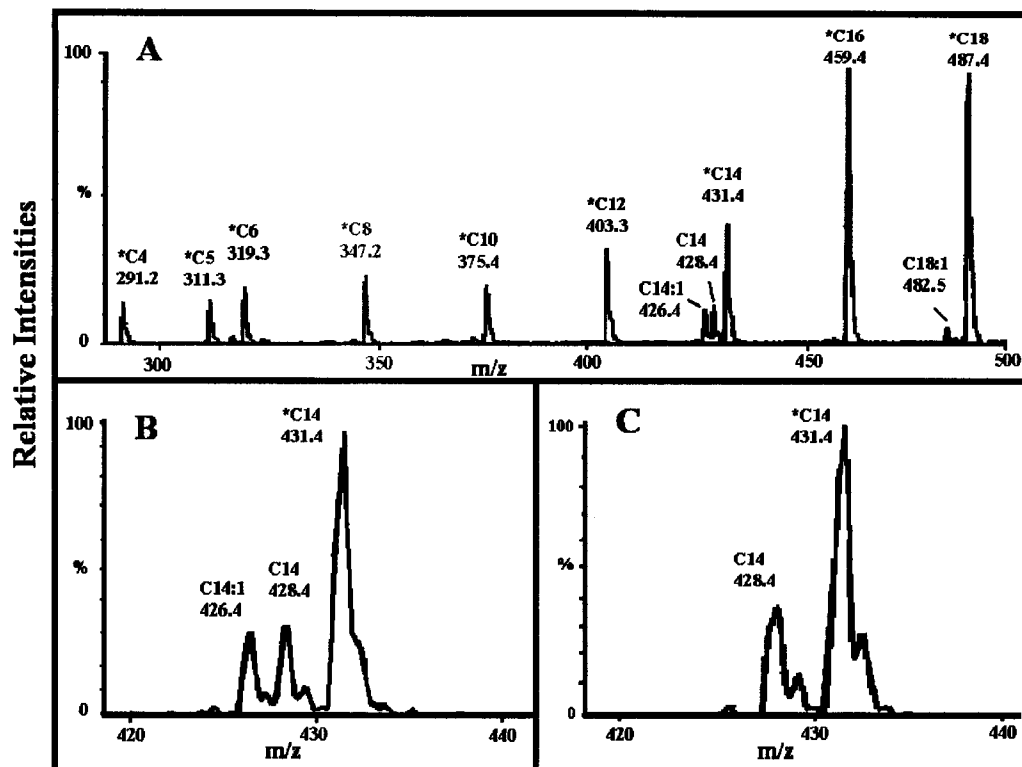 Relative Intensities
A
100
%
0
*C4
291.2
*C5
311.3
*C6
319.3
*C8
347.2
*C10
375.4
*C12
403.3
C14:1
426.4
C14
428.4
*C14
431.4
*C16
459.4
C18:1
482.5
*C18
487.4
300
350
400
450
500
m/z
B
100
%
0
C14:1
426.4
C14
428.4
*C14
431.4
420
430
440
m/z
C
100
%
0
C14
428.4
*C14
431.4
420
430
440
m/z